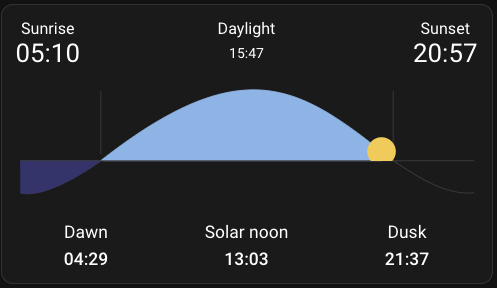 Sunrise
Daylight
Sunset
05:10
15:47
20:57
Dawn
Solar noon
Dusk
04:29
13:03
21:37